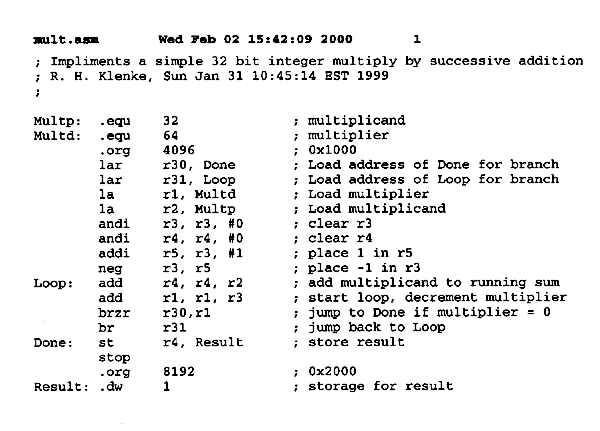 mult.asm Wed Feb 02 15:42:09 2000 1
; Impliments a simple 32 bit integer multiply by successive addition
; R. H. Klenke, Sun Jan 31 10:45:14 EST 1999
;
Multp: .equ 32 ; multiplicand
Multd: .equ 64 ; multiplier
.org 4096 ; 0x1000
lar r30, Done ; Load address of Done for branch
lar r31, Loop ; Load address of Loop for branch
la r1, Multd ; Load multiplier
la r2, Multp ; Load multiplicand
andi r3, r3, #0 ; clear r3
andi r4, r4, #0 ; clear r4
addi r5, r3, #1 ; place 1 in r5
neg r3, r5 ; place -1 in r3
Loop: add r4, r4, r2 ; add multiplicand to running sum
add r1, r1, r3 ; start loop, decrement multiplier
brzr r30,r1 ; jump to Done if multiplier = 0
br r31 ; jump back to Loop
Done: st r4, Result ; store result
stop
.org 8192 ; 0x2000
Result: .dw 1 ; storage for result